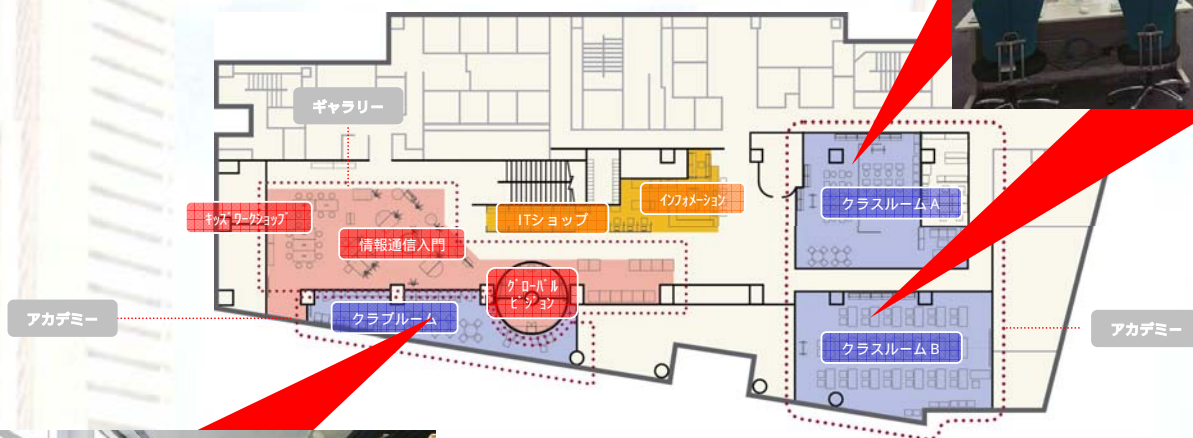 ギャラリー
キッズ ワークショップ
情報通信入門
ITショップ
インフォメーション
クラスルームA
グローバル
ビジョン
クラブルーム
クラスルームB
アカデミー
アカデミー